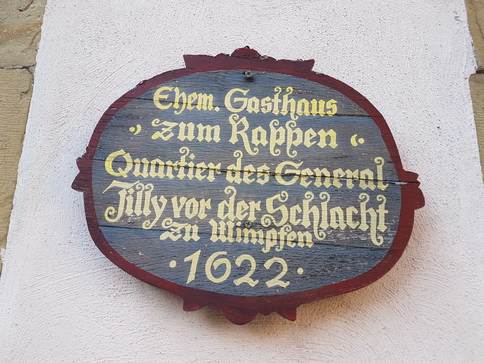 Ehem. Gasthaus
zum Rappen
Quartier des General
Tilly vor der Schlacht
zu Wimpfen
1622